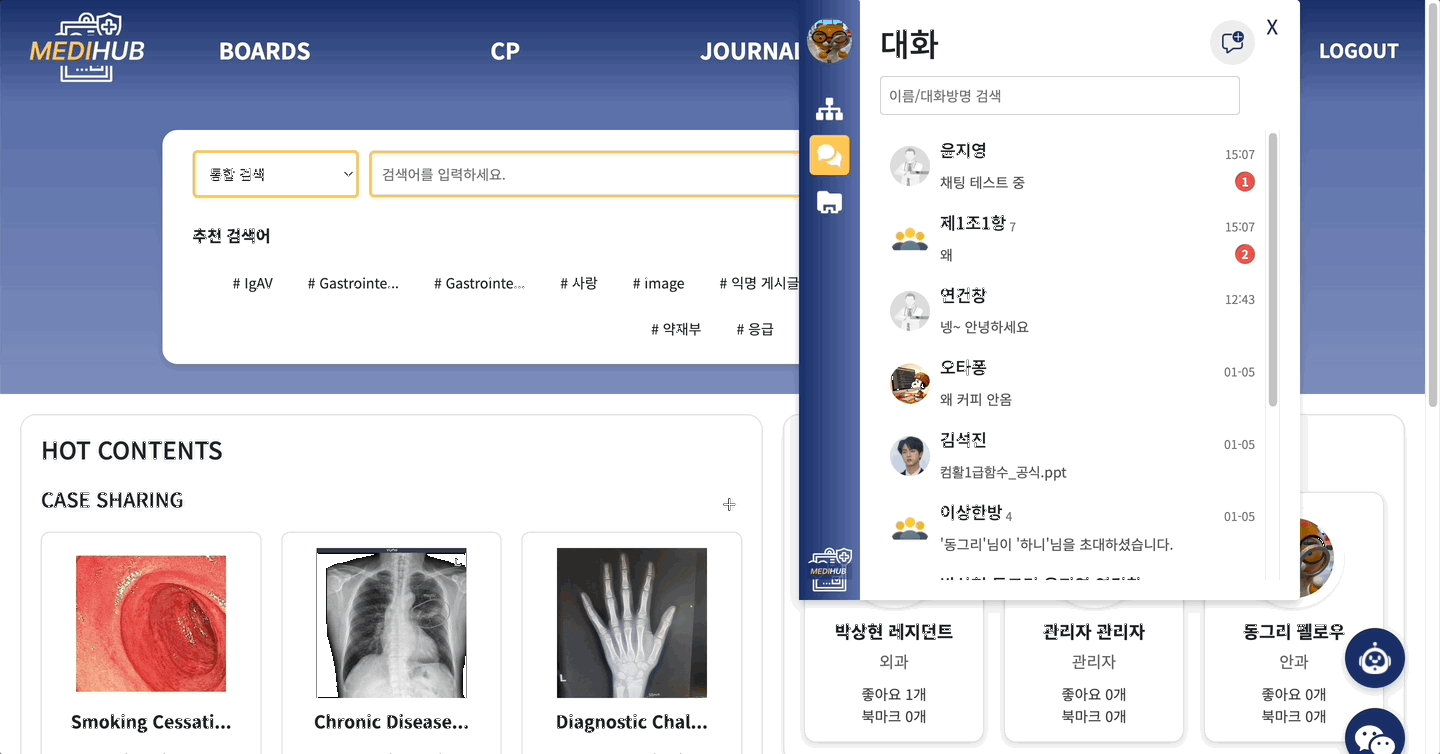 MEDIHUB
BOARDS
CP
JOURNAL
LOGOUT
통합 검색
검색어를 입력하세요.
추천 검색어
# IgAV
# Gastrointe...
# Gastrointe...
# 사랑
# image
# 익명 게시글
# 약재부
# 응급
대화
X
이름/대화방명 검색
윤지영
15:07
채팅 테스트 중
1
제1조1항 7
15:07
왜
2
연건창
12:43
넹~ 안녕하세요
오타퐁
01-05
왜 커피 안옴
김석진
01-05
컴활1급함수_공식.ppt
이상한방 4
01-05
'동그리'님이 '하니'님을 초대하셨습니다.
MEDIHUB
HOT CONTENTS
CASE SHARING
+
L
Smoking Cessati...
Chronic Disease...
Diagnostic Chal...
박상현 레지던트
외과
좋아요 1개
북마크 0개
관리자 관리자
관리자
좋아요 0개
북마크 0개
동그리 펠로우
안과
좋아요 0개
북마크 0개